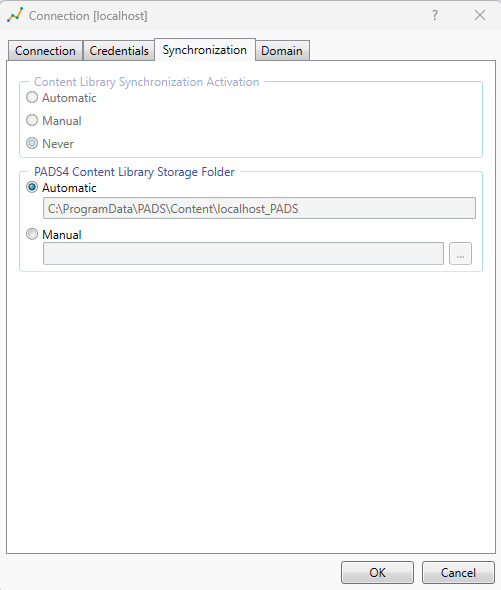 Connection [localhost]
?
Connection
Credentials
Synchronization
Domain
Content Library Synchronization Activation
Automatic
Manual
Never
PADS4 Content Library Storage Folder
Automatic
C:\ProgramData\PADS\Content\localhost_PADS
Manual
...
OK
Cancel